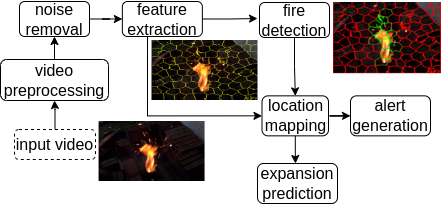 noise
removal
feature
extraction
fire
detection
video
preprocessing
location
mapping
alert
generation
input video
expansion
prediction